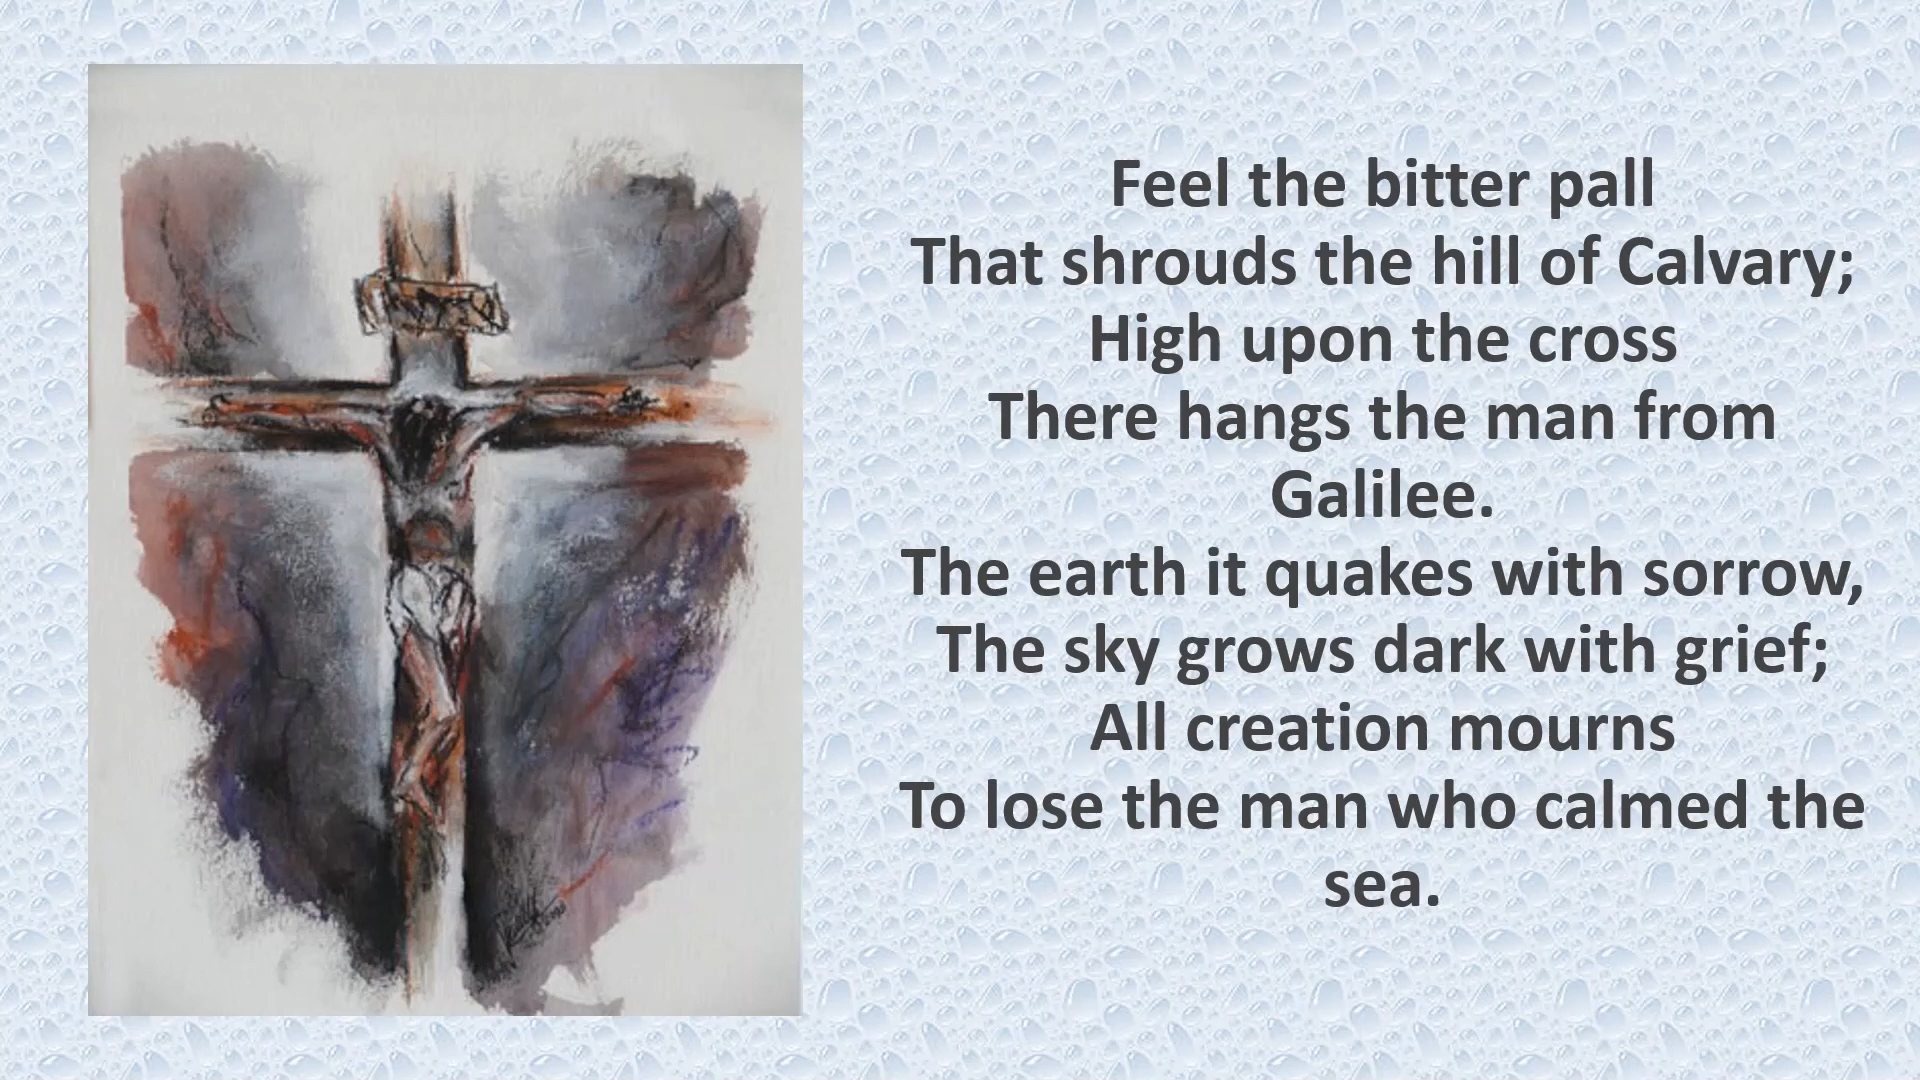 Feel the bitter pall
That shrouds the hill of Calvary;
High upon the cross
There hangs the man from
Galilee.
The earth it quakes with sorrow,
The sky grows dark with grief;
All creation mourns
To lose the man who calmed the
sea.